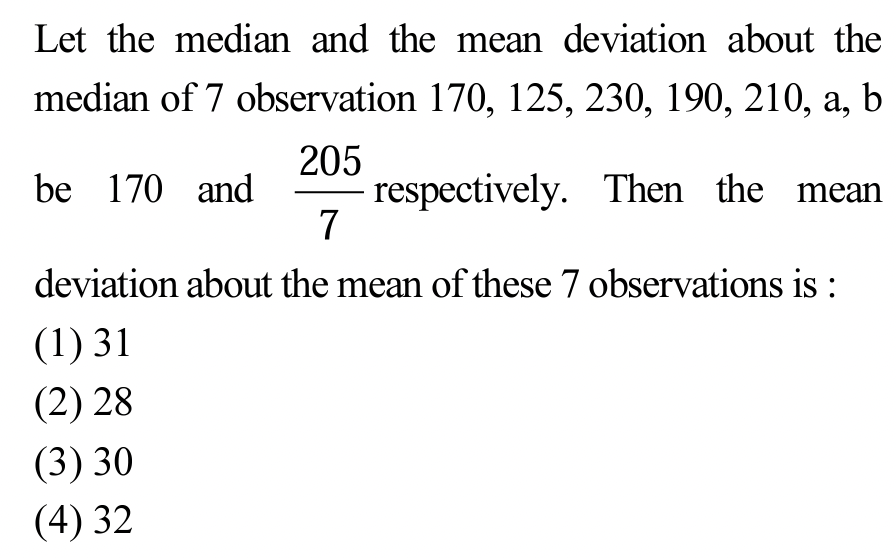 Let the median and the mean deviation about the
median of 7 observation 170, 125, 230, 190, 210, a, b
be 170 and 205/7 respectively. Then the mean
deviation about the mean of these 7 observations is :
(1) 31
(2) 28
(3) 30
(4) 32